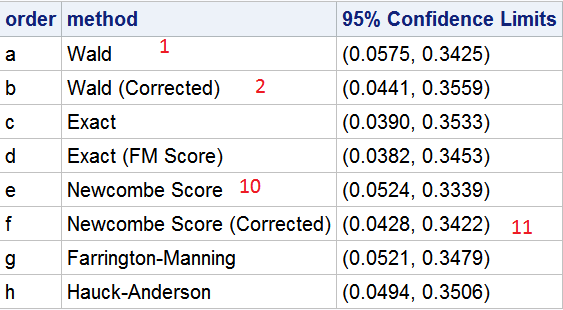 order method 95% Confidence Limits
a Wald 1 (0.0575, 0.3425)
b Wald (Corrected) 2 (0.0441, 0.3559)
c Exact (0.0390, 0.3533)
d Exact (FM Score) (0.0382, 0.3453)
e Newcombe Score 10 (0.0524, 0.3339)
f Newcombe Score (Corrected) (0.0428, 0.3422) 11
g Farrington-Manning (0.0521, 0.3479)
h Hauck-Anderson (0.0494, 0.3506)